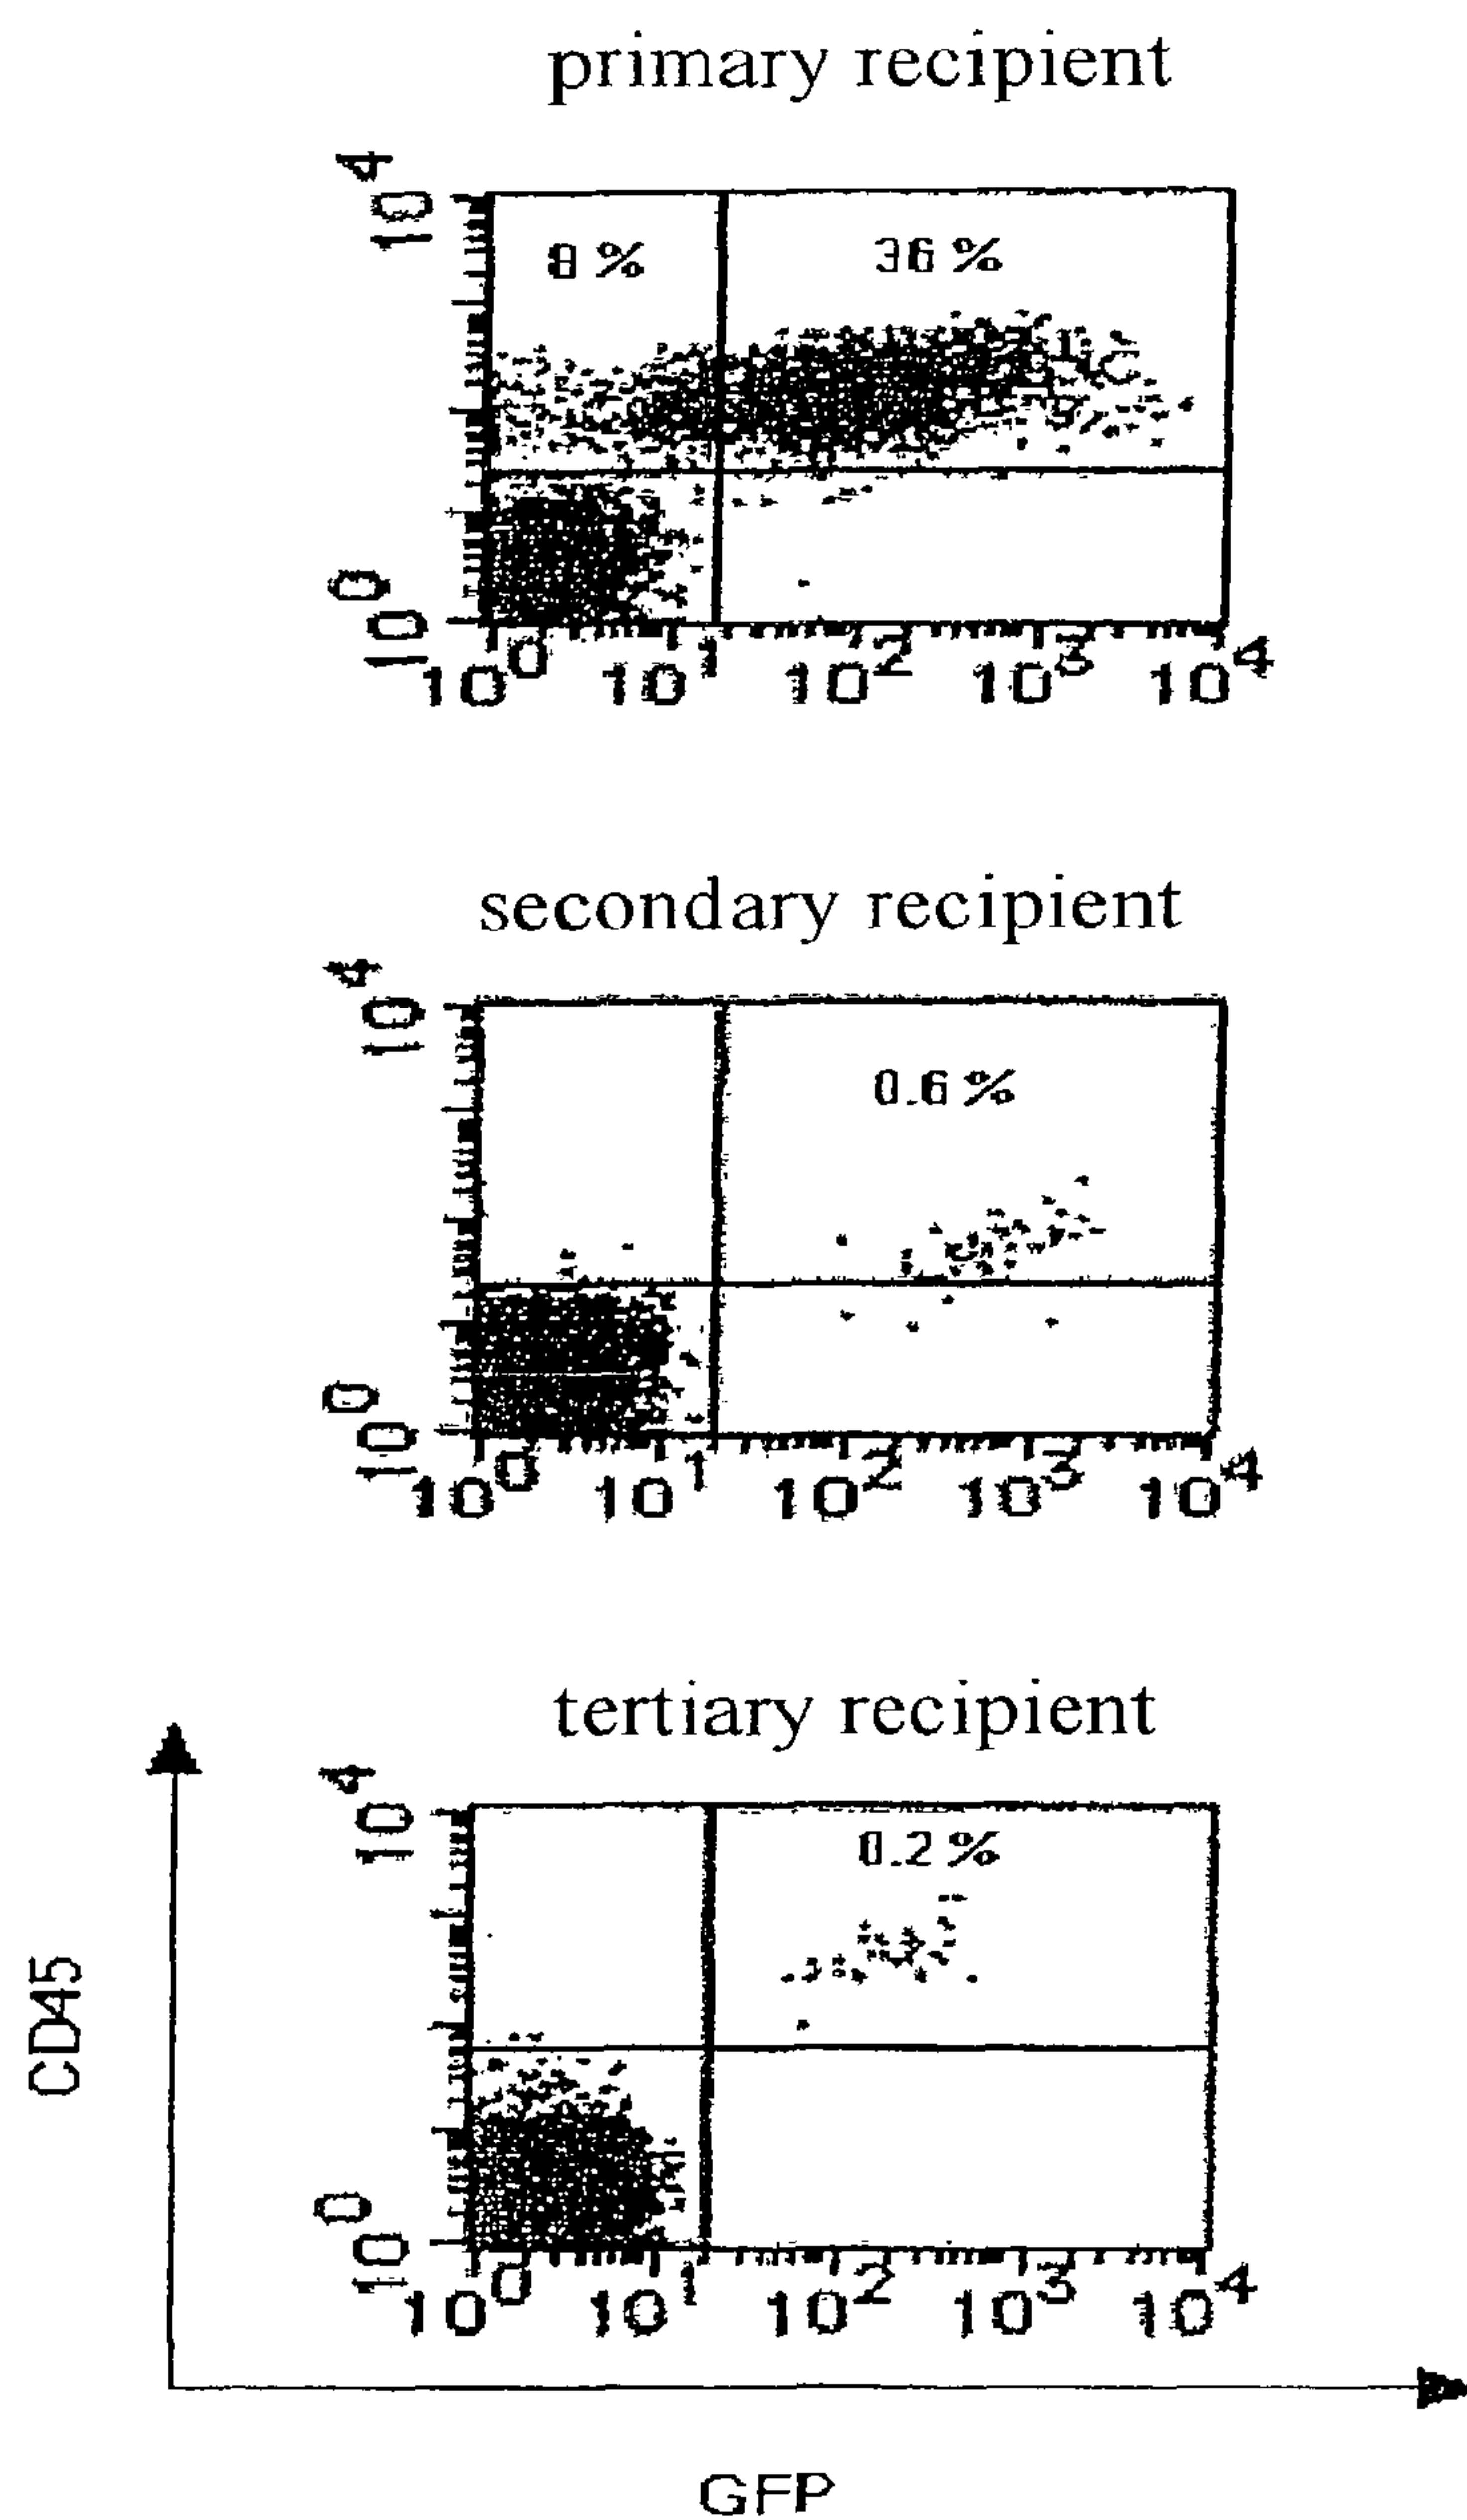 primary recipient
10^4
8% 36%
10^0
10^0 10^1 10^2 10^3 10^4
secondary recipient
10^4
0.6%
10^0
10^0 10^1 10^2 10^3 10^4
tertiary recipient
10^4
0.2%
10^0
10^0 10^1 10^2 10^3 10^4
CD45
GFP